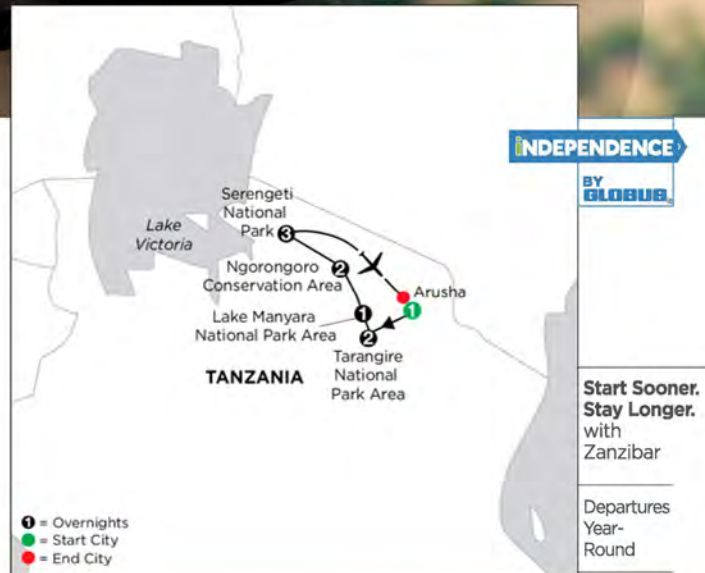 Serengeti
National
Park
3
Lake
Victoria
Ngorongoro
Conservation Area
2
Arusha
1
Lake Manyara
National Park Area
1
2
Tarangire
National
Park Area
TANZANIA
1 = Overnights
= Start City
= End City
iNDEPENDENCE
BY
GLOBUS®
Start Sooner.
Stay Longer.
with
Zanzibar
Departures
Year-
Round